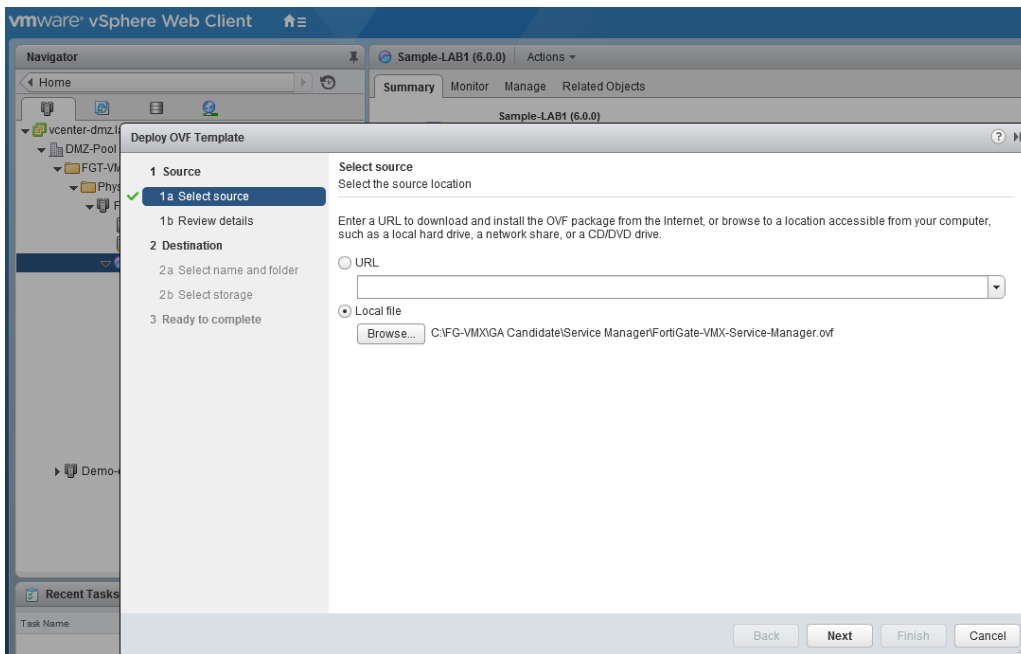 vmware® vSphere Web Client
Navigator
Home
vcenter-dmz.l
DMZ-Pool
FGT-VM
Phys
F
Demo-
Recent Tasks
Task Name
Sample-LAB1 (6.0.0) Actions
Summary Monitor Manage Related Objects
Sample-LAB1 (6.0.0)
Deploy OVF Template
1 Source
1a Select source
1b Review details
2 Destination
2a Select name and folder
2b Select storage
3 Ready to complete
Select source
Select the source location
Enter a URL to download and install the OVF package from the Internet, or browse to a location accessible from your computer,
such as a local hard drive, a network share, or a CD/DVD drive.
URL
Local file
Browse... C:\FG-VMX\GA Candidate\Service Manager\FortiGate-VMX-Service-Manager.ovf
Back Next Finish Cancel